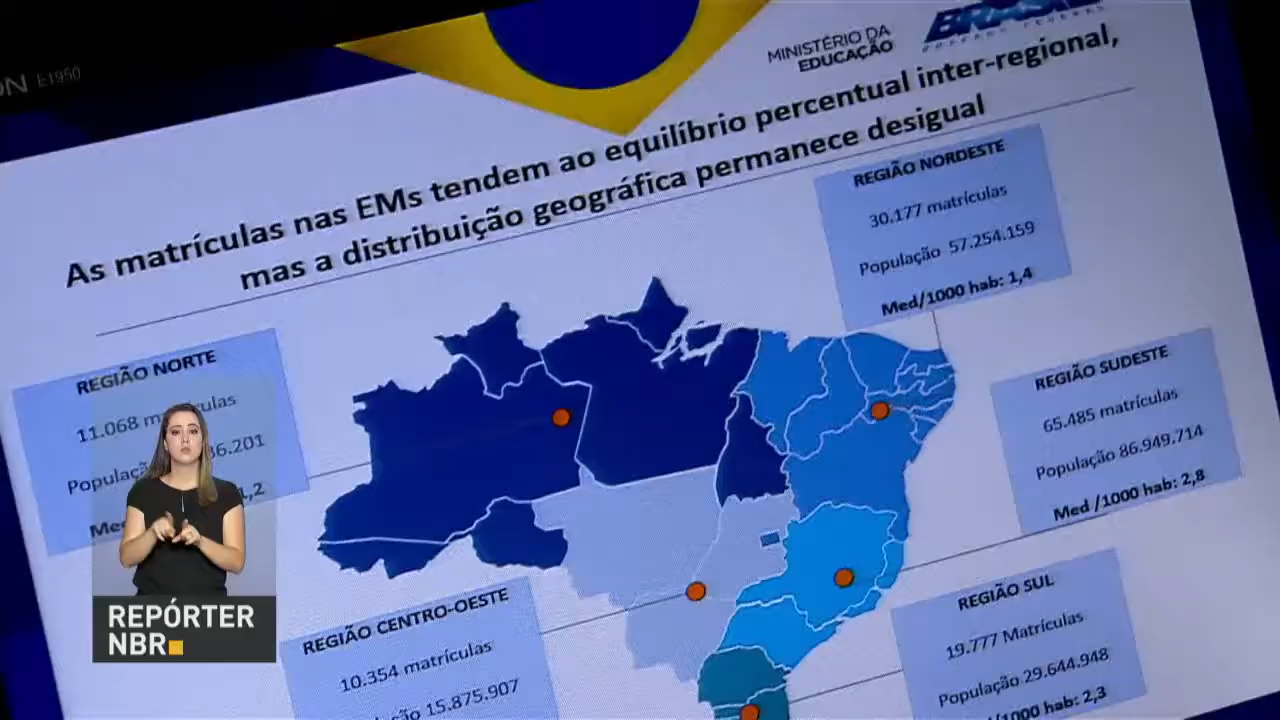 E1950
MINISTÉRIO DA
EDUCAÇÃO
BRASIL
As matrículas nas EMs tendem ao equilíbrio percentual inter-regional,
mas a distribuição geográfica permanece desigual
REGIÃO NORDESTE
30.177 matrículas
População 57.254.159
Med/1000 hab: 1,4
REGIÃO NORTE
11.068
REGIÃO SUDESTE
65.485 matrículas
População 86.949.714
Med /1000 hab: 2,8
REGIÃO CENTRO-OESTE
10.354 matrículas
15.875.907
REGIÃO SUL
19.777 Matrículas
População 29.644.948
hab: 2,3
REPÓRTER
NBR